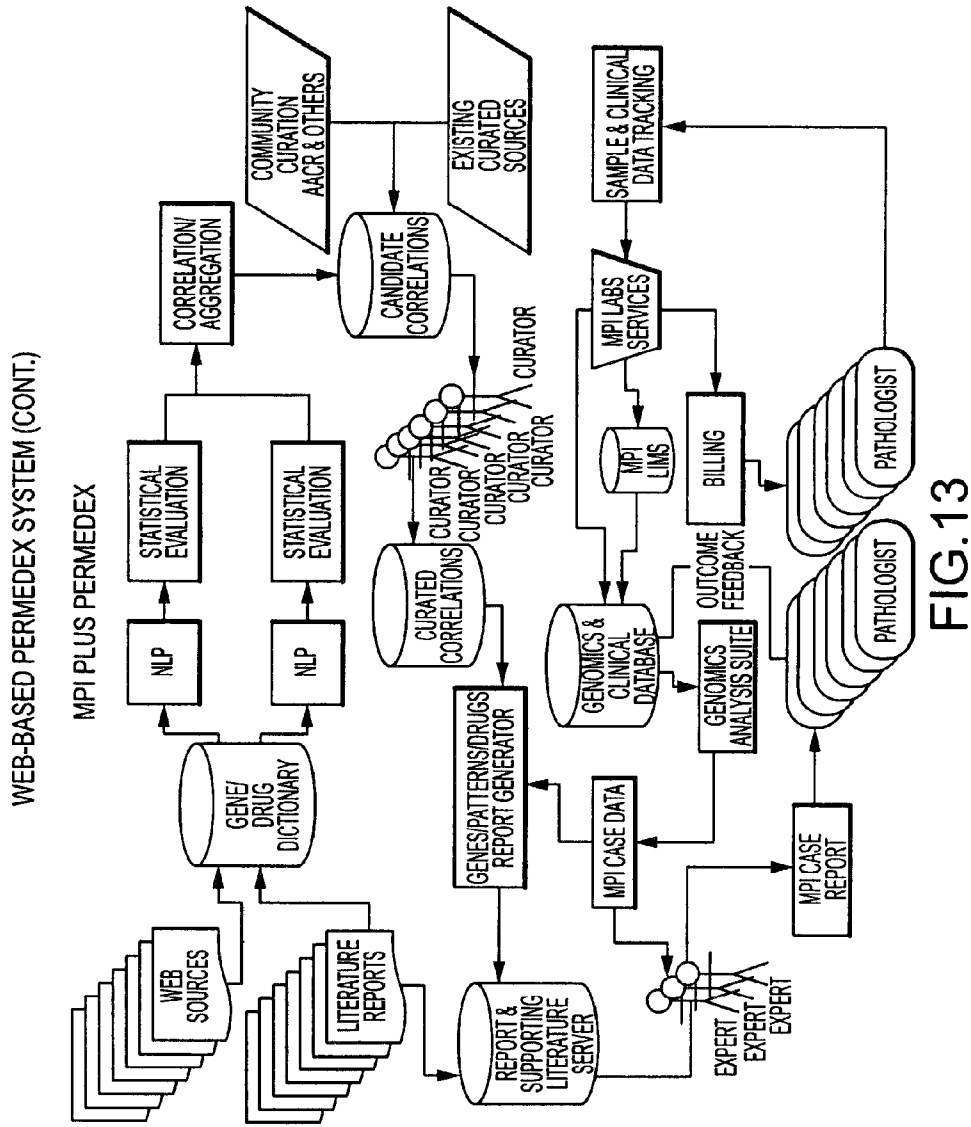 WEB-BASED PERMEDEX SYSTEM (CONT.)
MPI PLUS PERMEDEX
WEB
SOURCES
LITERATURE
REPORTS
GENE/
DRUG
DICTIONARY
NLP
NLP
STATISTICAL
EVALUATION
STATISTICAL
EVALUATION
CORRELATION/
AGGREGATION
COMMUNITY
CURATION
AACR & OTHERS
EXISTING
CURATED
SOURCES
CANDIDATE
CORRELATIONS
CURATOR
CURATOR
CURATOR
CURATOR
CURATOR
CURATOR
CURATED CORRELATIONS
GENES/PATTERNS/DRUGS
REPORT GENERATOR
REPORT &
SUPPORTING
LITERATURE
SERVER
MPI CASE DATA
EXPERT
EXPERT
EXPERT
GENOMICS &
CLINICAL
DATABASE
GENOMICS
ANALYSIS SUITE
OUTCOME
FEEDBACK
MPI
LIMS
BILLING
MPI LABS
SERVICES
SAMPLE & CLINICAL
DATA TRACKING
MPI CASE
REPORT
PATHOLOGIST
PATHOLOGIST
FIG.13